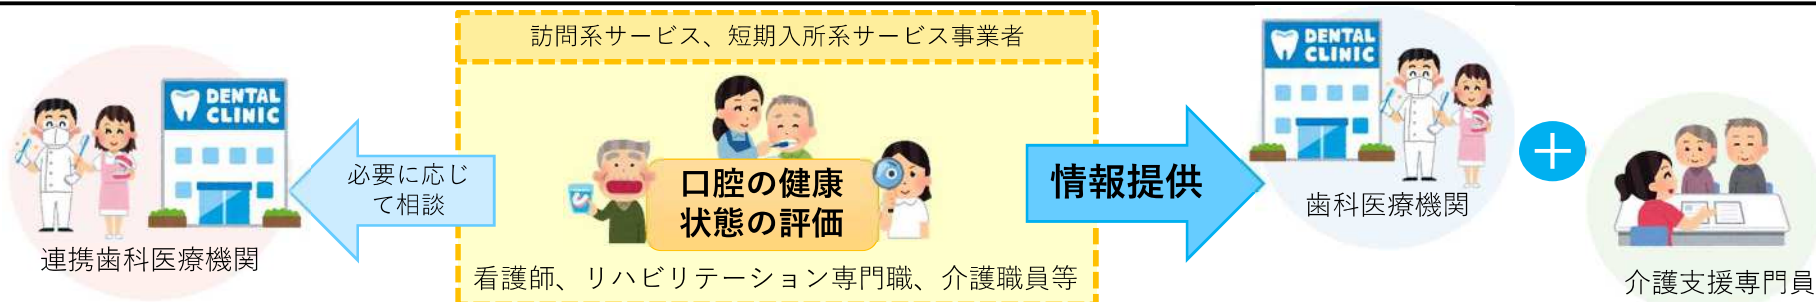 訪問系サービス、短期入所系サービス事業者
DENTAL
CLINIC
必要に応じ
て相談
連携歯科医療機関
口腔の健康
状態の評価
看護師、リハビリテーション専門職、介護職員等
情報提供
DENTAL
CLINIC
歯科医療機関
介護支援専門員